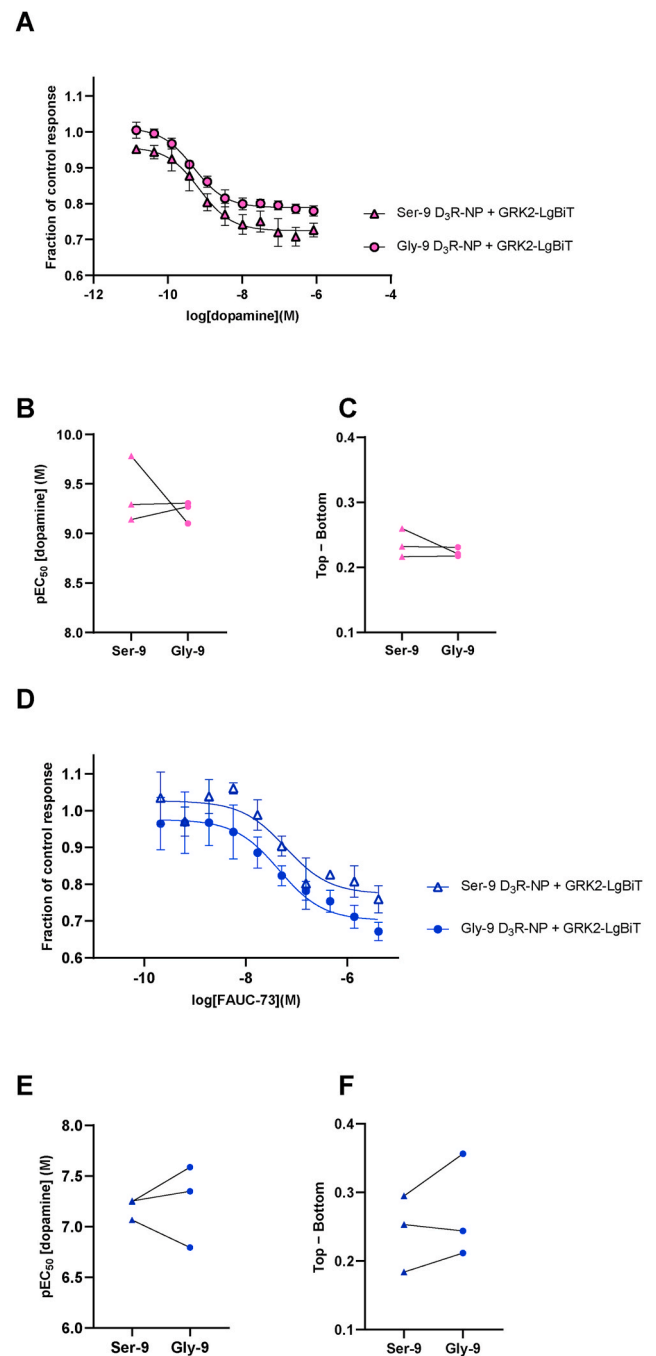 A
Fraction of control response
1.1
1.0
0.9
0.8
0.7
0.6
-12
-10
-8
-6
-4
log[dopamine](M)
Ser-9 D₃R-NP + GRK2-LgBiT
Gly-9 D₃R-NP + GRK2-LgBiT
B
pEC₅₀ [dopamine] (M)
10.0
9.5
9.0
8.5
8.0
Ser-9 Gly-9
C
Top – Bottom
0.4
0.3
0.2
0.1
Ser-9 Gly-9
D
Fraction of control response
1.1
1.0
0.9
0.8
0.7
0.6
-10
-8
-6
log[FAUC-73](M)
Ser-9 D₃R-NP + GRK2-LgBiT
Gly-9 D₃R-NP + GRK2-LgBiT
E
pEC₅₀ [dopamine] (M)
8.0
7.5
7.0
6.5
6.0
Ser-9 Gly-9
F
Top – Bottom
0.4
0.3
0.2
0.1
Ser-9 Gly-9